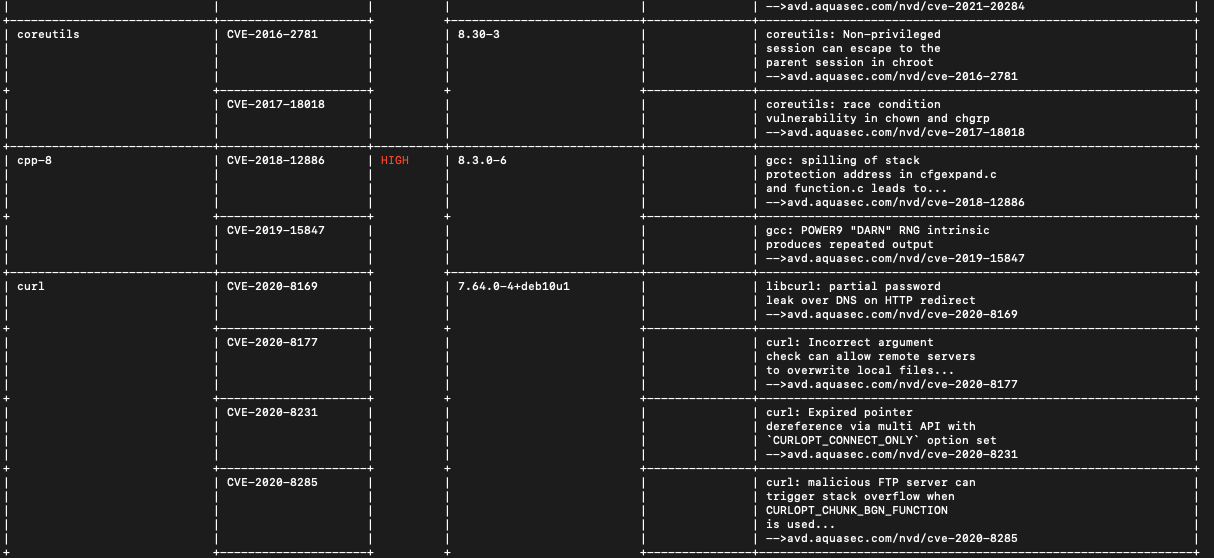 -->avd.aquasec.com/nvd/cve-2021-20284
coreutils CVE-2016-2781 8.30-3 coreutils: Non-privileged
session can escape to the
parent session in chroot
-->avd.aquasec.com/nvd/cve-2016-2781
CVE-2017-18018 coreutils: race condition
vulnerability in chown and chgrp
-->avd.aquasec.com/nvd/cve-2017-18018
cpp-8 CVE-2018-12886 HIGH 8.3.0-6 gcc: spilling of stack
protection address in cfgexpand.c
and function.c leads to...
-->avd.aquasec.com/nvd/cve-2018-12886
CVE-2019-15847 gcc: POWER9 "DARN" RNG intrinsic
produces repeated output
-->avd.aquasec.com/nvd/cve-2019-15847
curl CVE-2020-8169 7.64.0-4+deb10u1 libcurl: partial password
leak over DNS on HTTP redirect
-->avd.aquasec.com/nvd/cve-2020-8169
CVE-2020-8177 curl: Incorrect argument
check can allow remote servers
to overwrite local files...
-->avd.aquasec.com/nvd/cve-2020-8177
CVE-2020-8231 curl: Expired pointer
dereference via multi API with
`CURLOPT_CONNECT_ONLY` option set
-->avd.aquasec.com/nvd/cve-2020-8231
CVE-2020-8285 curl: malicious FTP server can
trigger stack overflow when
CURLOPT_CHUNK_BGN_FUNCTION
is used...
-->avd.aquasec.com/nvd/cve-2020-8285